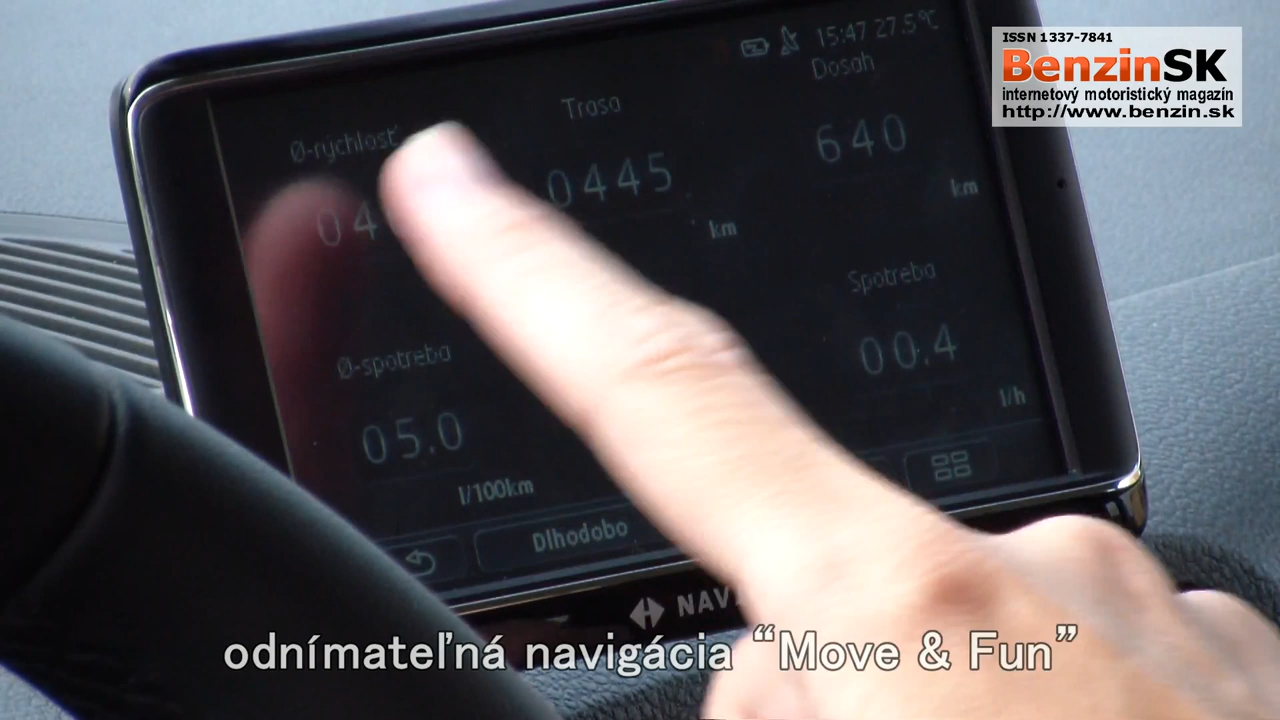 ISSN 1337-7841
BenzinSK
internetový motoristický magazín
http://www.benzin.sk
15:47 27.5°C
Dosah
640
km
Trasa
0445
km
Ø-rýchlosť
04
Ø-spotreba
05.0
l/100km
Spotreba
00.4
l/h
Dlhodobo
odnímateľná navigácia “Move & Fun”